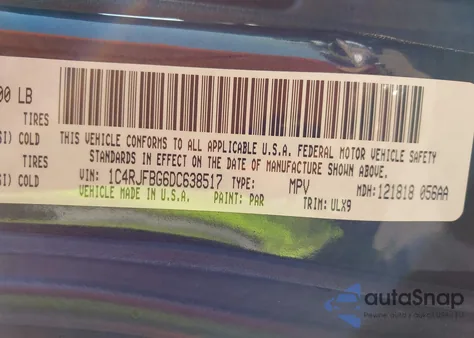 00 LB
TIRES
SI) COLD
TIRES
SI) COLD
THIS VEHICLE CONFORMS TO ALL APPLICABLE U.S.A. FEDERAL MOTOR VEHICLE SAFETY
STANDARDS IN EFFECT ON THE DATE OF MANUFACTURE SHOWN ABOVE.
VIN: 1C4RJFBG6DC638517 TYPE: MPV MDH: 121818 056AA
VEHICLE MADE IN U.S.A. PAINT: PAR TRIM: ULX9
autaSnap